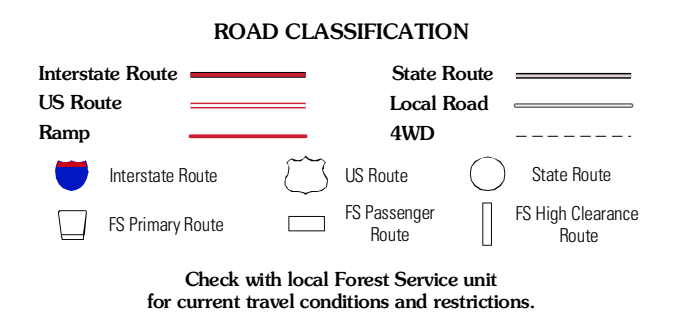 ROAD CLASSIFICATION
Interstate Route
State Route
US Route
Local Road
Ramp
4WD
Interstate Route
US Route
State Route
FS Primary Route
FS Passenger
Route
FS High Clearance
Route
Check with local Forest Service unit
for current travel conditions and restrictions.